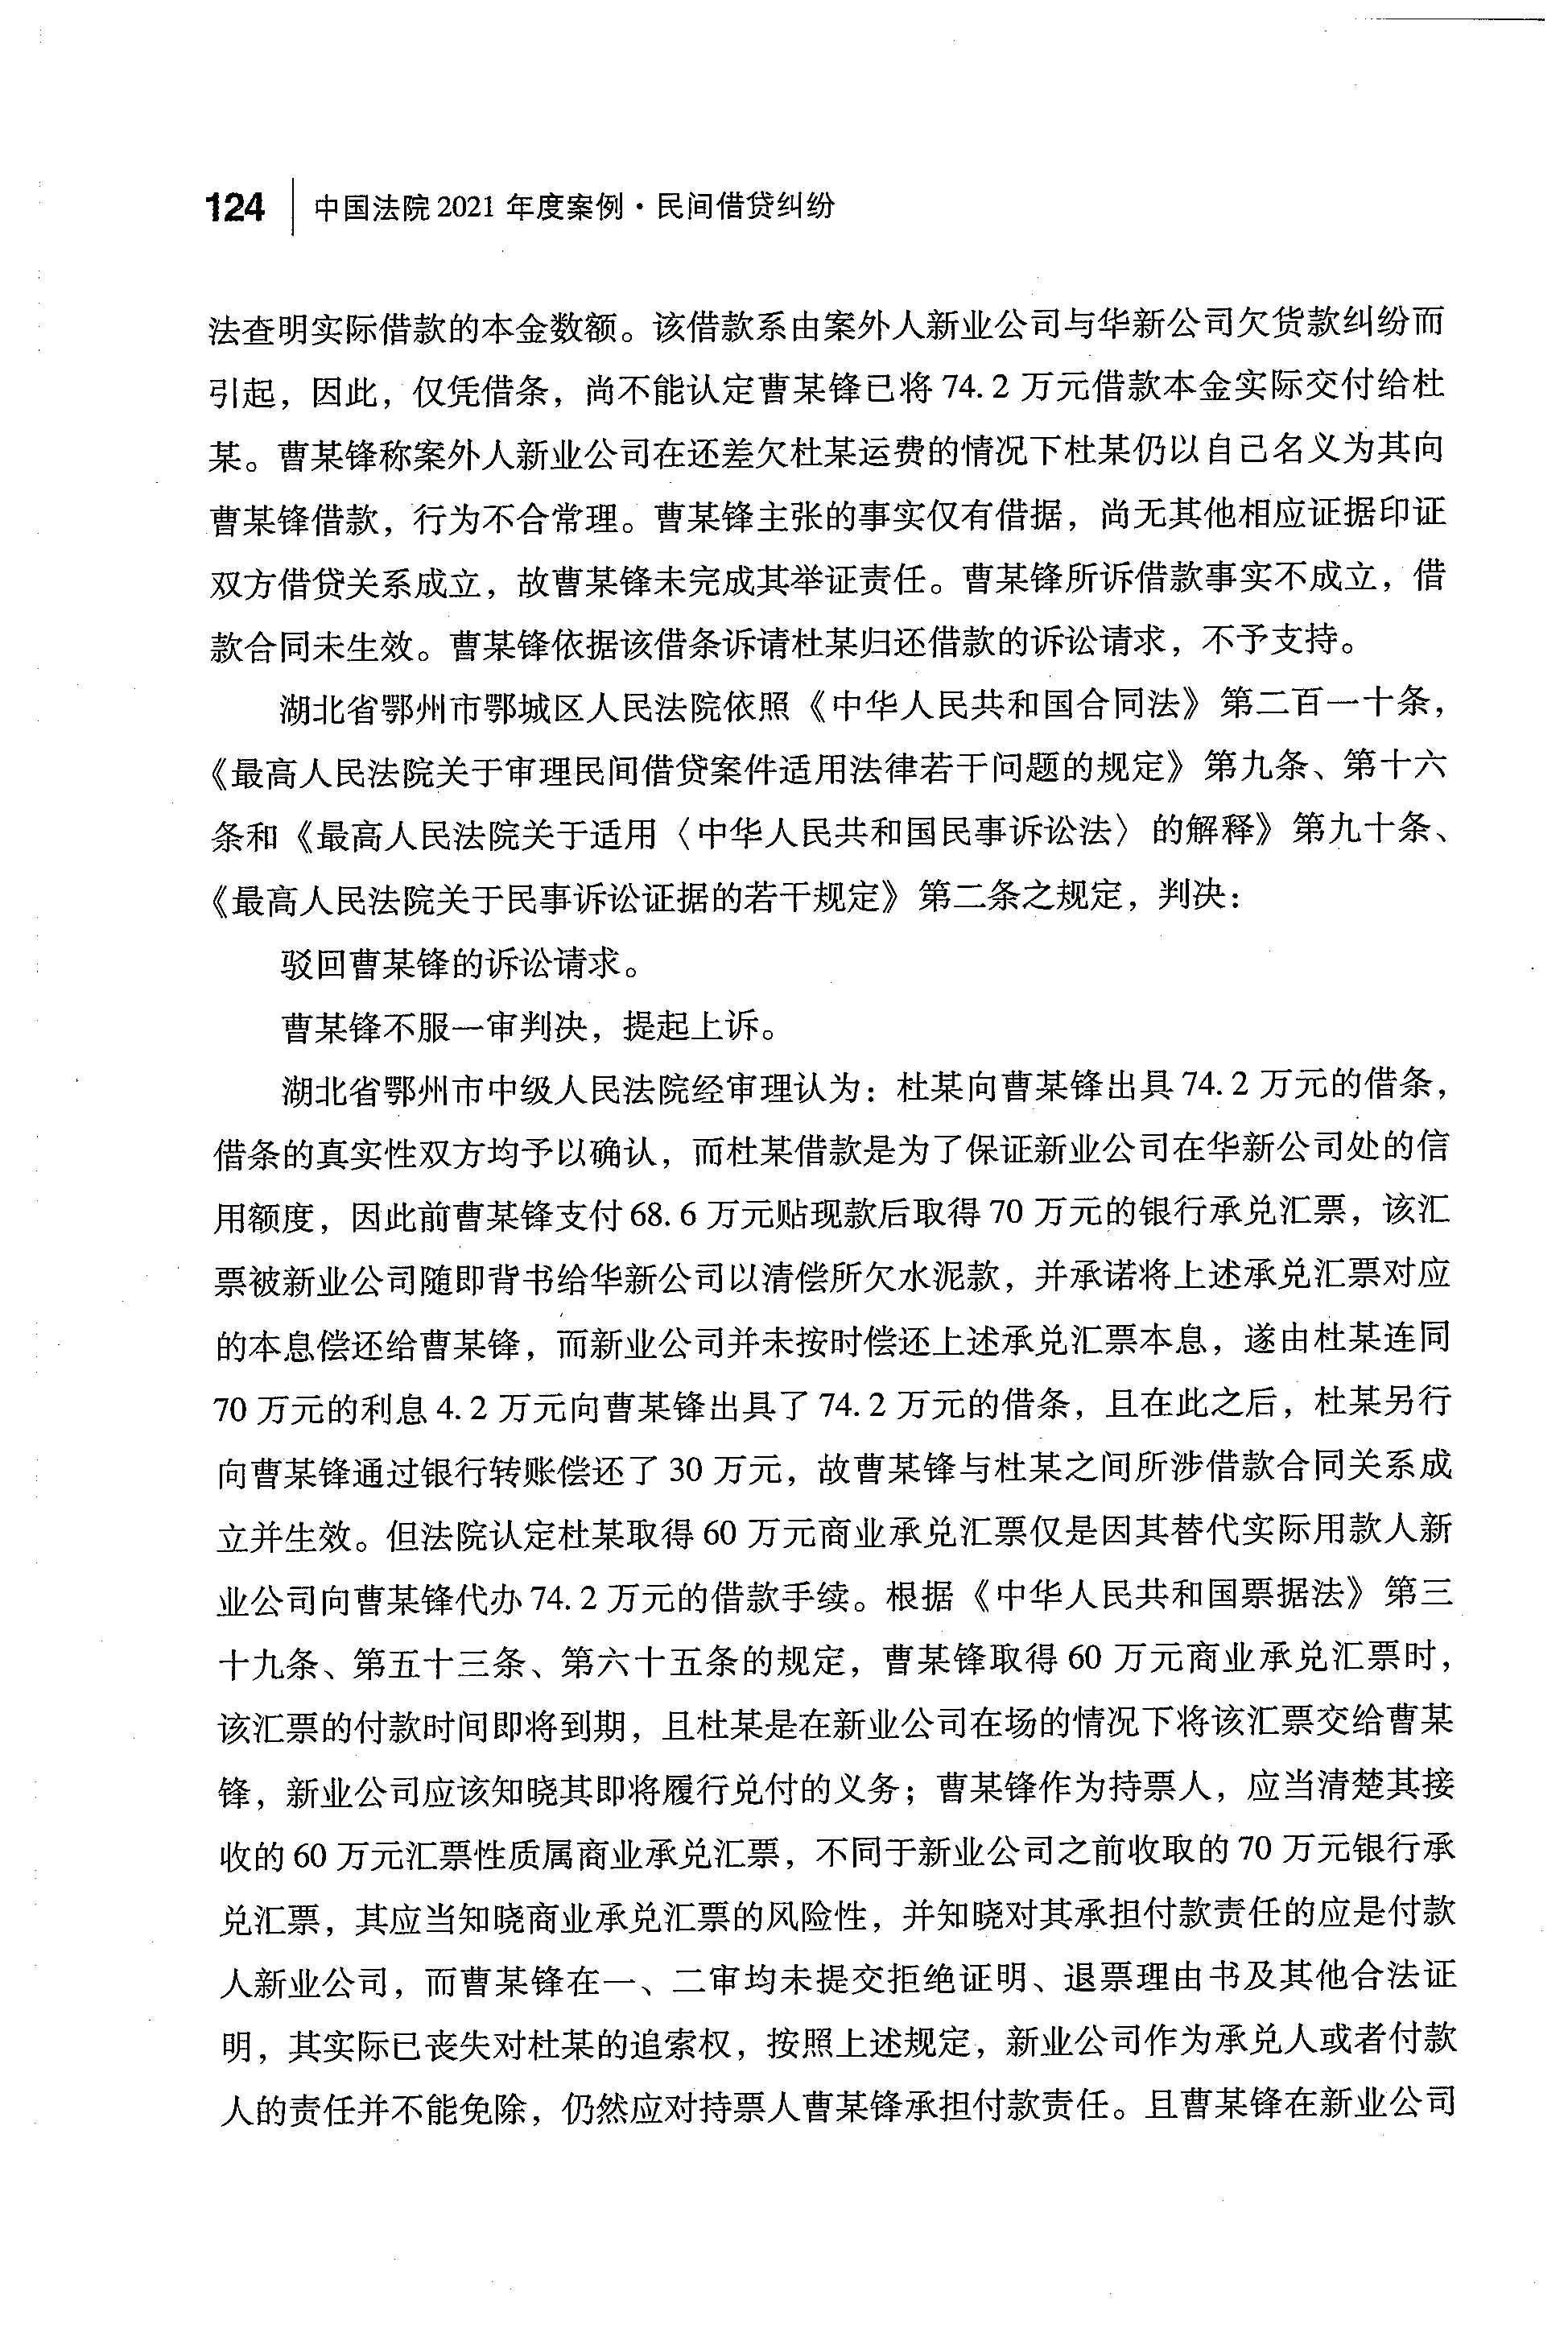 124 中国法院 2021 年度案例·民间借贷纠纷
法查明实际借款的本金数额。该借款系由案外人新业公司与华新公司欠货款纠纷而
引起，因此，仅凭借条，尚不能认定曹某锋已将 74. 2 万元借款本金实际交付给杜
某。曹某锋称案外人新业公司在还差欠杜某运费的情况下杜某仍以自己名义为其向
曹某锋借款，行为不合常理。曹某锋主张的事实仅有借据，尚无其他相应证据印证
双方借贷关系成立，故曹某锋未完成其举证责任。曹某锋所诉借款事实不成立，借
款合同未生效。曹某锋依据该借条诉请杜某归还借款的诉讼请求，不予支持。
湖北省鄂州市鄂城区人民法院依照《中华人民共和国合同法》第二百一十条，
《最高人民法院关于审理民间借贷案件适用法律若干问题的规定》第九条、第十六
条和《最高人民法院关于适用〈中华人民共和国民事诉讼法〉的解释》第九十条、
《最高人民法院关于民事诉讼证据的若干规定》第二条之规定，判决：
驳回曹某锋的诉讼请求。
曹某锋不服一审判决，提起上诉。
湖北省鄂州市中级人民法院经审理认为：杜某向曹某锋出具 74. 2 万元的借条，
借条的真实性双方均予以确认，而杜某借款是为了保证新业公司在华新公司处的信
用额度，因此前曹某锋支付 68. 6 万元贴现款后取得 70 万元的银行承兑汇票，该汇
票被新业公司随即背书给华新公司以清偿所欠水泥款，并承诺将上述承兑汇票对应
的本息偿还给曹某锋，而新业公司并未按时偿还上述承兑汇票本息，遂由杜某连同
70 万元的利息 4. 2 万元向曹某锋出具了 74. 2 万元的借条，且在此之后，杜某另行
向曹某锋通过银行转账偿还了 30 万元，故曹某锋与杜某之间所涉借款合同关系成
立并生效。但法院认定杜某取得 60 万元商业承兑汇票仅是因其替代实际用款人新
业公司向曹某锋代办 74. 2 万元的借款手续。根据《中华人民共和国票据法》第三
十九条、第五十三条、第六十五条的规定，曹某锋取得 60 万元商业承兑汇票时，
该汇票的付款时间即将到期，且杜某是在新业公司在场的情况下将该汇票交给曹某
锋，新业公司应该知晓其即将履行兑付的义务；曹某锋作为持票人，应当清楚其接
收的 60 万元汇票性质属商业承兑汇票，不同于新业公司之前收取的 70 万元银行承
兑汇票，其应当知晓商业承兑汇票的风险性，并知晓对其承担付款责任的应是付款
人新业公司，而曹某锋在一、二审均未提交拒绝证明、退票理由书及其他合法证
明，其实际已丧失对杜某的追索权，按照上述规定，新业公司作为承兑人或者付款
人的责任并不能免除，仍然应对持票人曹某锋承担付款责任。且曹某锋在新业公司